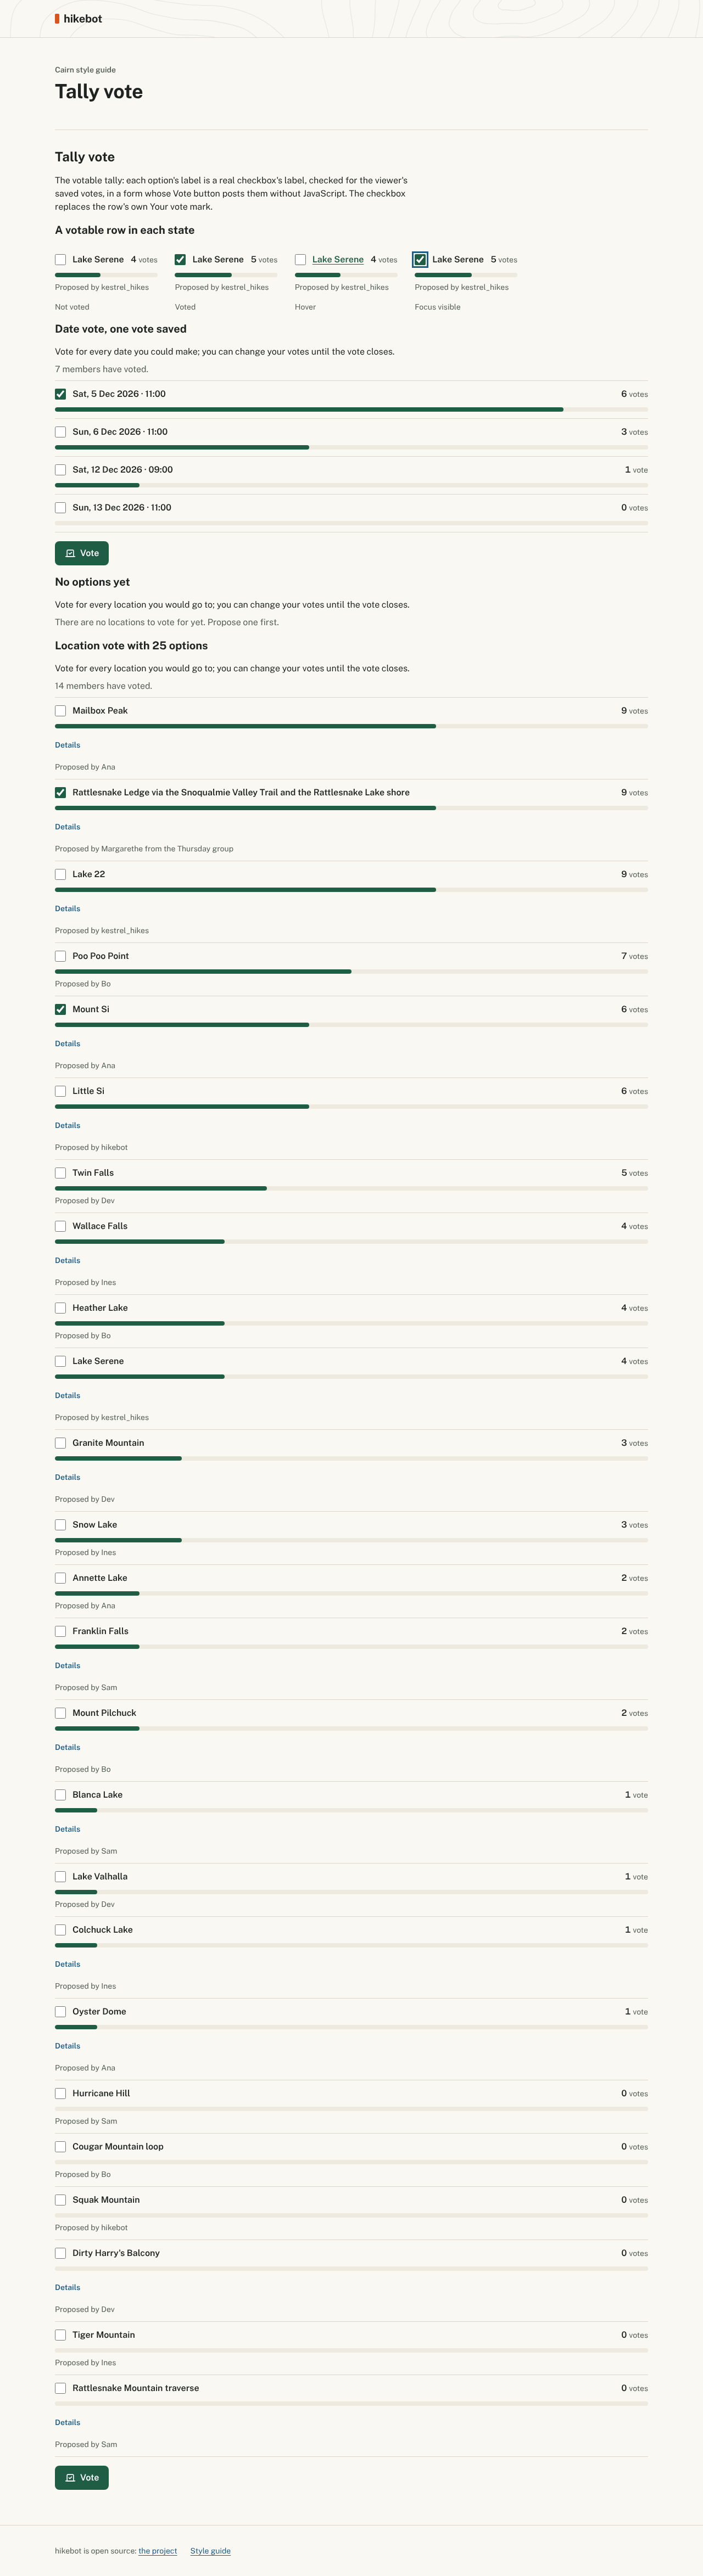 hikebot
Cairn style guide
Tally vote
Tally vote
The votable tally: each option's label is a real checkbox's label, checked for the viewer's
saved votes, in a form whose Vote button posts them without JavaScript. The checkbox
replaces the row's own Your vote mark.
A votable row in each state
Lake Serene 4 votes Lake Serene 5 votes Lake Serene 4 votes Lake Serene 5 votes
Proposed by kestrel_hikes Proposed by kestrel_hikes Proposed by kestrel_hikes Proposed by kestrel_hikes
Not voted Voted Hover Focus visible
Date vote, one vote saved
Vote for every date you could make; you can change your votes until the vote closes.
7 members have voted.
Sat, 5 Dec 2026 · 11:00 6 votes
Sun, 6 Dec 2026 · 11:00 3 votes
Sat, 12 Dec 2026 · 09:00 1 vote
Sun, 13 Dec 2026 · 11:00 0 votes
Vote
No options yet
Vote for every location you would go to; you can change your votes until the vote closes.
There are no locations to vote for yet. Propose one first.
Location vote with 25 options
Vote for every location you would go to; you can change your votes until the vote closes.
14 members have voted.
Mailbox Peak 9 votes
Details
Proposed by Ana
Rattlesnake Ledge via the Snoqualmie Valley Trail and the Rattlesnake Lake shore 9 votes
Details
Proposed by Margarethe from the Thursday group
Lake 22 9 votes
Details
Proposed by kestrel_hikes
Poo Poo Point 7 votes
Proposed by Bo
Mount Si 6 votes
Details
Proposed by Ana
Little Si 6 votes
Details
Proposed by hikebot
Twin Falls 5 votes
Proposed by Dev
Wallace Falls 4 votes
Details
Proposed by Ines
Heather Lake 4 votes
Proposed by Bo
Lake Serene 4 votes
Details
Proposed by kestrel_hikes
Granite Mountain 3 votes
Details
Proposed by Dev
Snow Lake 3 votes
Proposed by Ines
Annette Lake 2 votes
Proposed by Ana
Franklin Falls 2 votes
Details
Proposed by Sam
Mount Pilchuck 2 votes
Details
Proposed by Bo
Blanca Lake 1 vote
Details
Proposed by Sam
Lake Valhalla 1 vote
Proposed by Dev
Colchuck Lake 1 vote
Details
Proposed by Ines
Oyster Dome 1 vote
Details
Proposed by Ana
Hurricane Hill 0 votes
Proposed by Sam
Cougar Mountain loop 0 votes
Proposed by Bo
Squak Mountain 0 votes
Proposed by hikebot
Dirty Harry's Balcony 0 votes
Details
Proposed by Dev
Tiger Mountain 0 votes
Proposed by Ines
Rattlesnake Mountain traverse 0 votes
Details
Proposed by Sam
Vote
hikebot is open source: the project Style guide